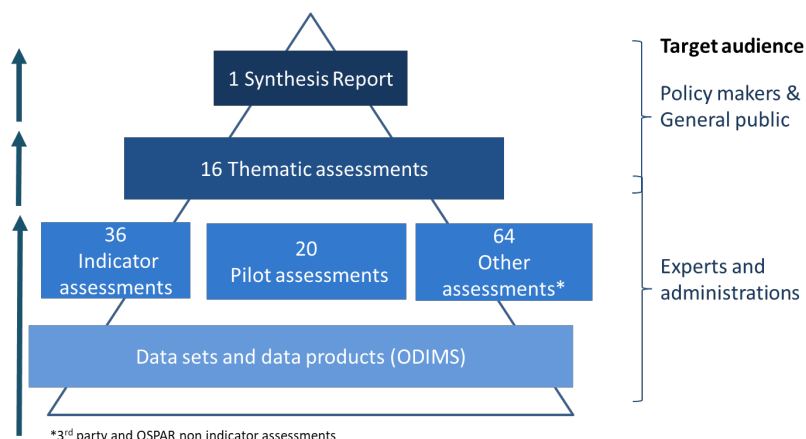 Target audience
1 Synthesis Report
Policy makers &
General public
16 Thematic assessments
36
Indicator
assessments
20
Pilot assessments
64
Other
assessments*
Experts and
administrations
Data sets and data products (ODIMS)
*3rd party and OSPAR non indicator assessments